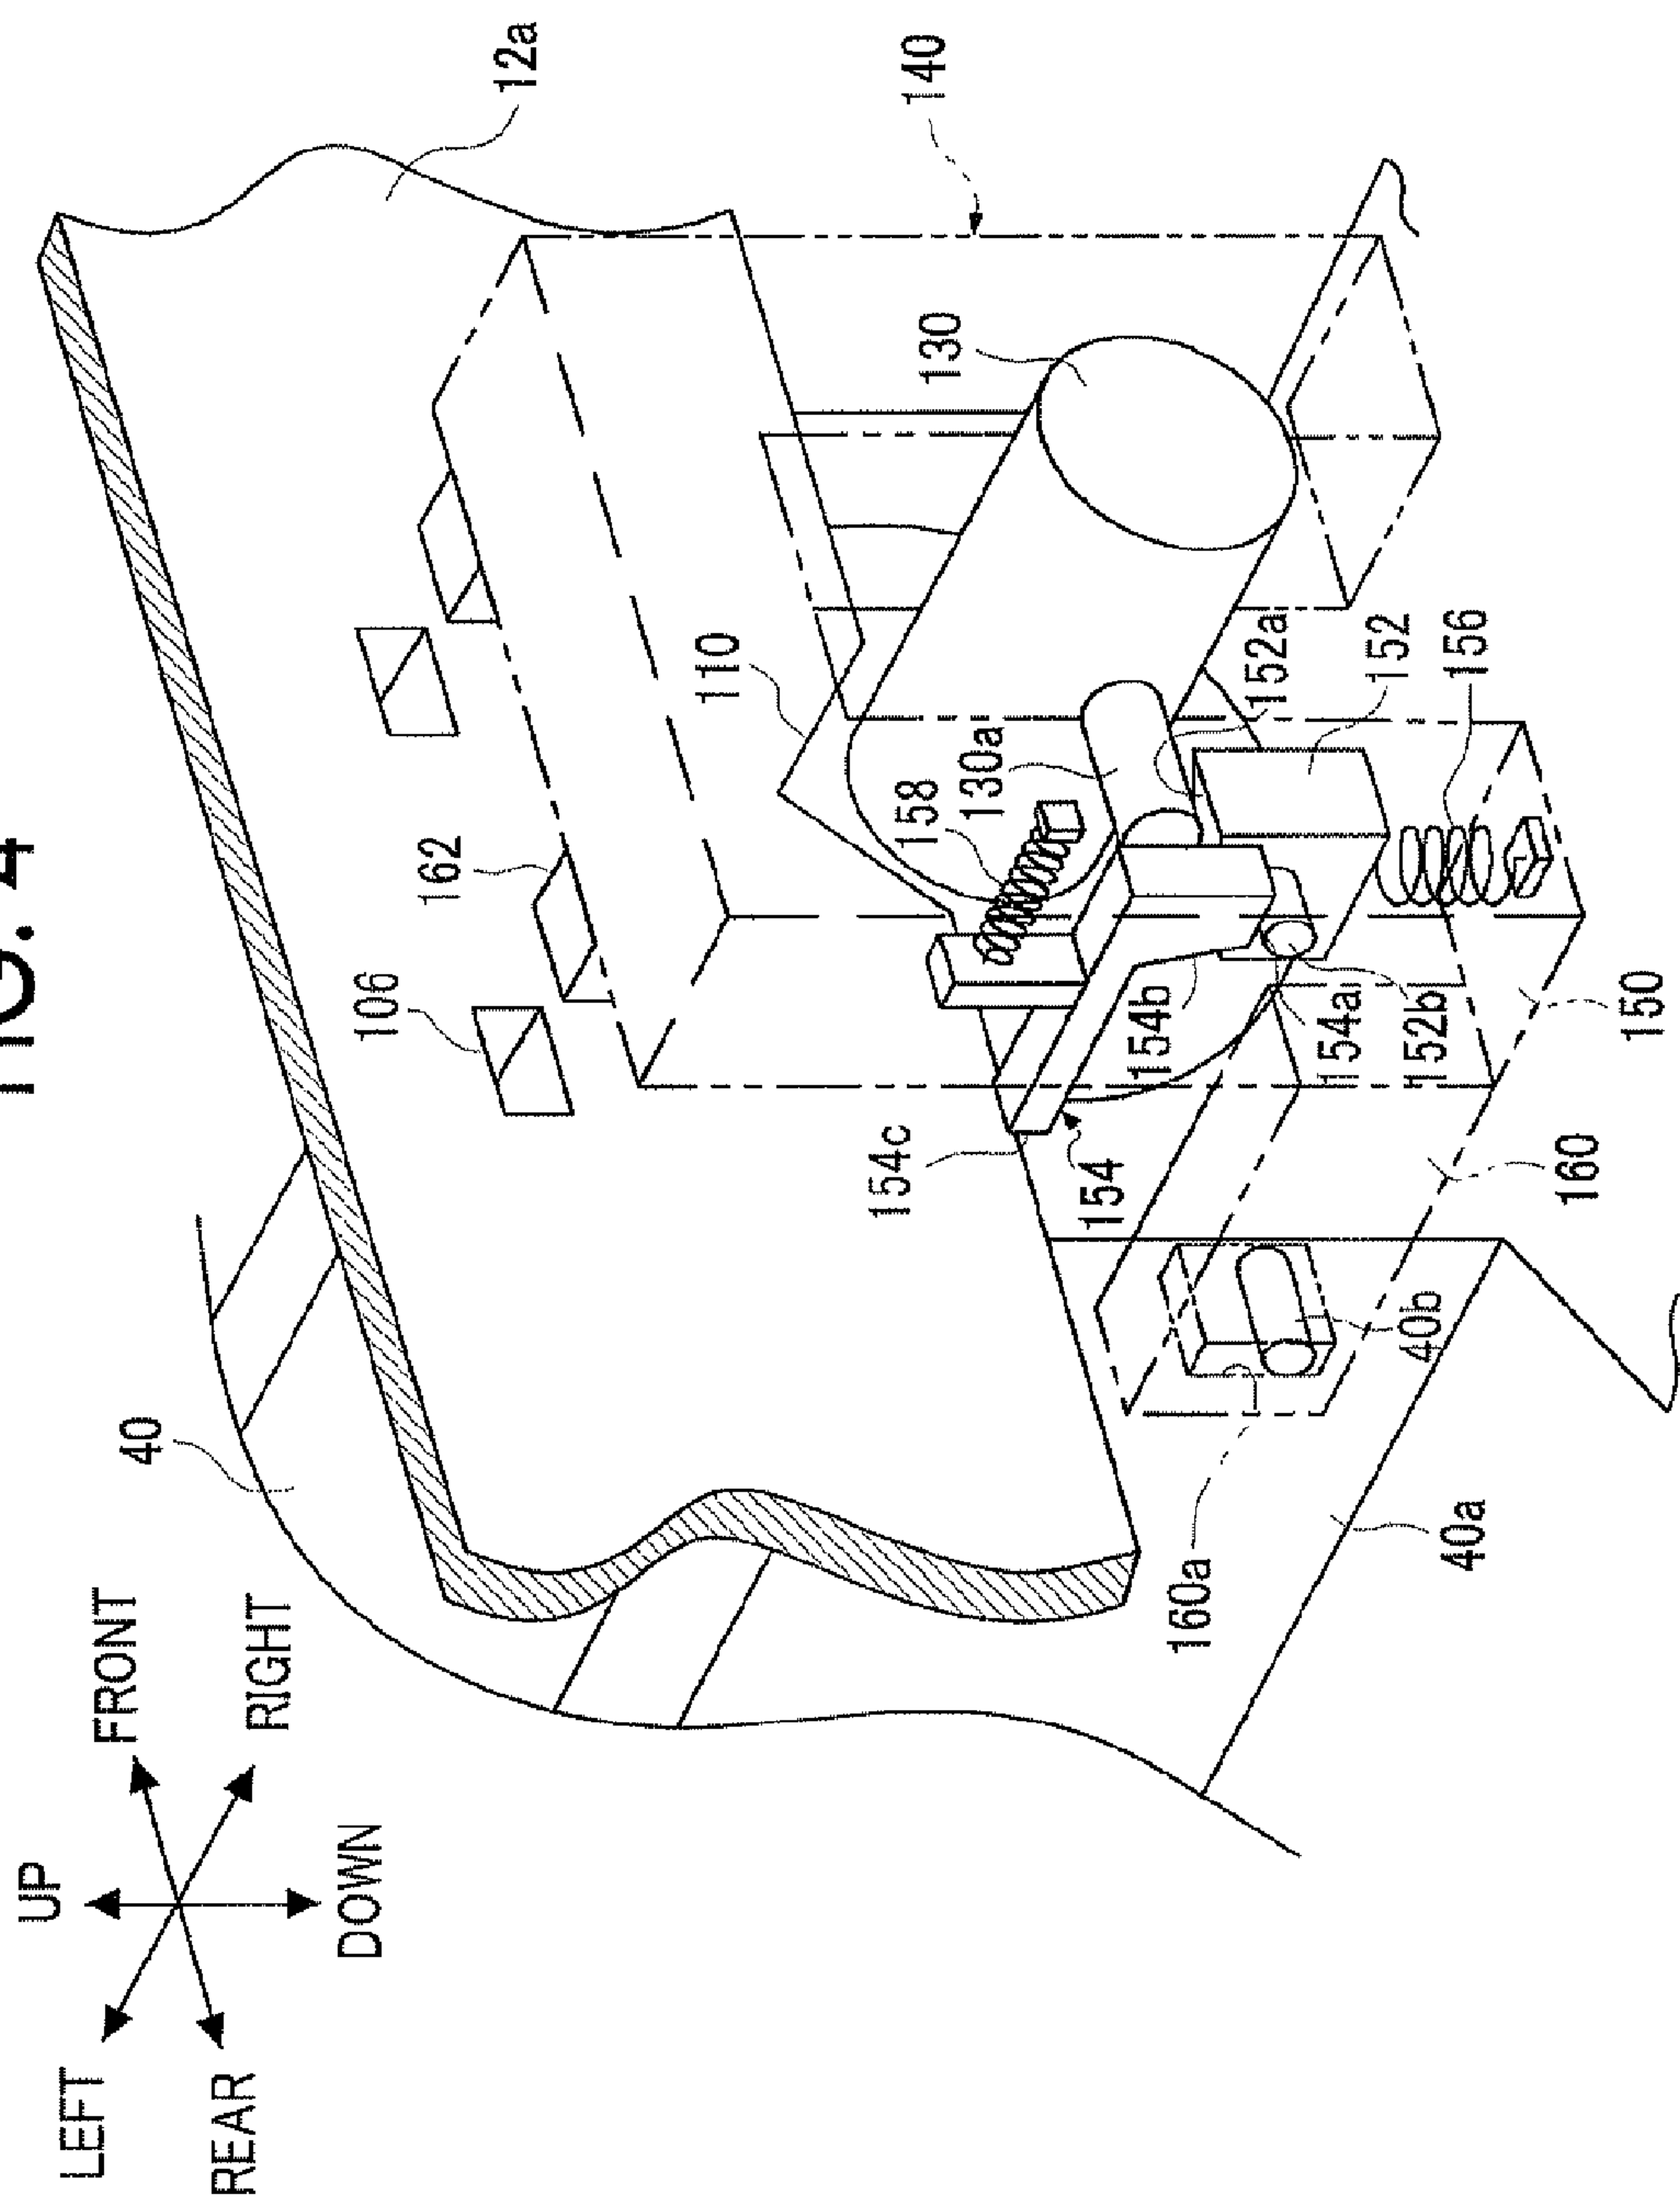 FIG. 4
UP
LEFT
FRONT
40
REAR
RIGHT
DOWN
106
162
12a
110
154c
158
140
130
130a
154
154b
160a
152a
154a
152
40b
152b
40a
156
160
150